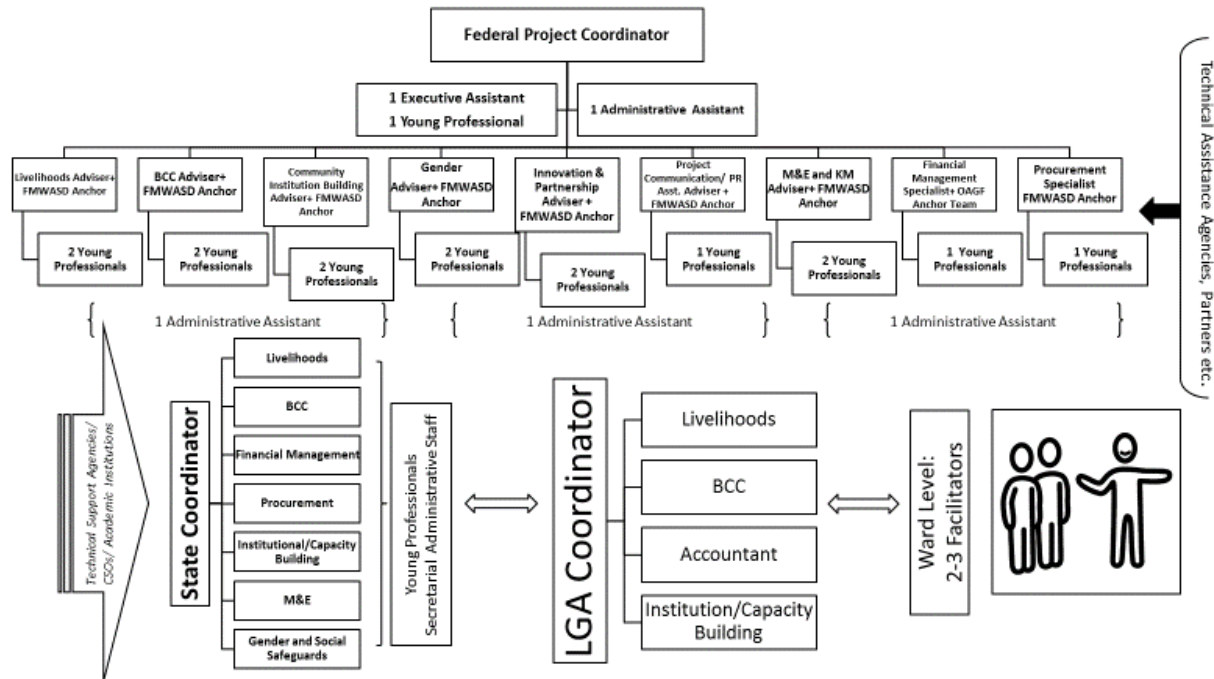 Federal Project Coordinator
1 Executive Assistant
1 Young Professional
1 Administrative Assistant
Livelihoods Adviser+
FMWASD Anchor
BCC Adviser+
FMWASD Anchor
Community
Institution Building
Adviser+ FMWASD
Anchor
Gender
Adviser+ FMWASD
Anchor
Innovation &
Partnership
Adviser +
FMWASD Anchor
Project
Communication/ PR
Asst. Adviser +
FMWASD Anchor
M&E and KM
Adviser+ FMWASD
Anchor
Financial
Management
Specialist+ OAGF
Anchor Team
Procurement
Specialist
FMWASD Anchor
2 Young
Professionals
2 Young
Professionals
2 Young
Professionals
2 Young
Professionals
2 Young
Professionals
1 Young
Professionals
2 Young
Professionals
1 Young
Professionals
1 Young
Professionals
1 Administrative Assistant
1 Administrative Assistant
1 Administrative Assistant
Technical Assistance Agencies, Partners etc.
Technical Support Agencies/
CSOs/ Academic Institutions
State Coordinator
Livelihoods
BCC
Financial Management
Procurement
Institutional/Capacity
Building
M&E
Gender and Social
Safeguards
Young Professionals
Secretarial Administrative Staff
LGA Coordinator
Livelihoods
BCC
Accountant
Institution/Capacity
Building
Ward Level:
2-3 Facilitators